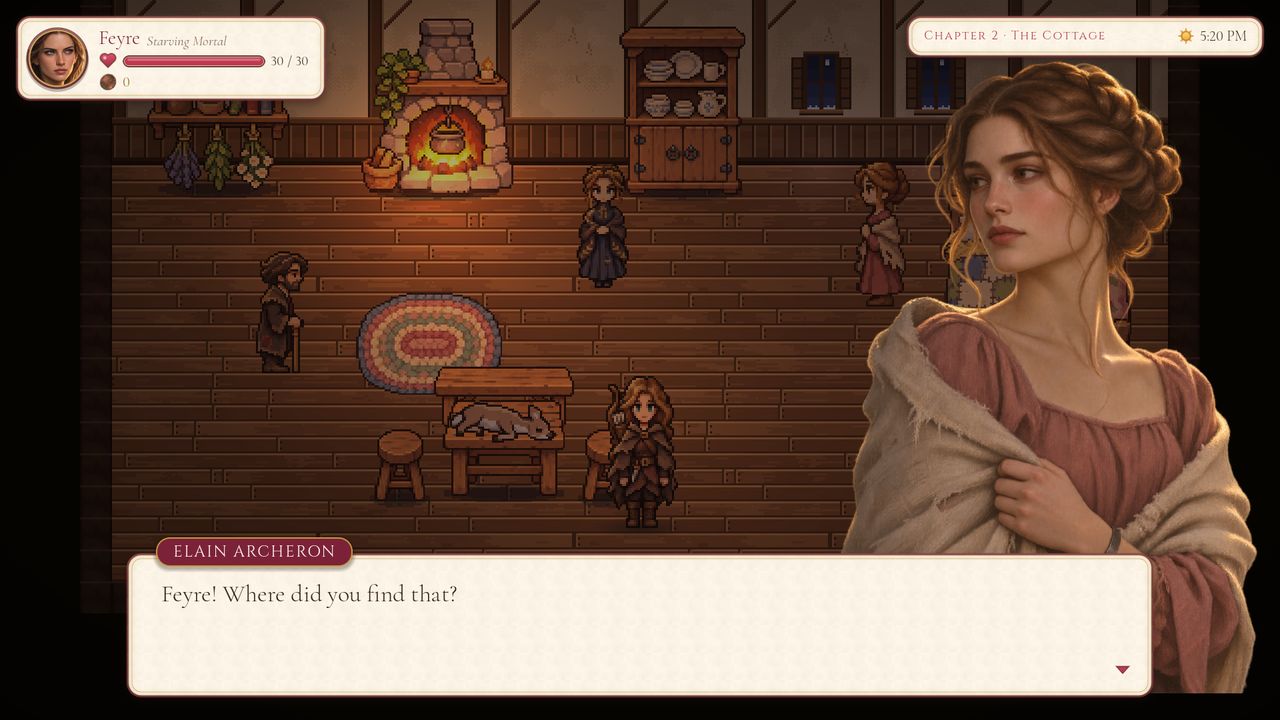 Feyre Starving Mortal
30 / 30
0
Chapter 2 · The Cottage
5:20 PM
Elain Archeron
Feyre! Where did you find that?